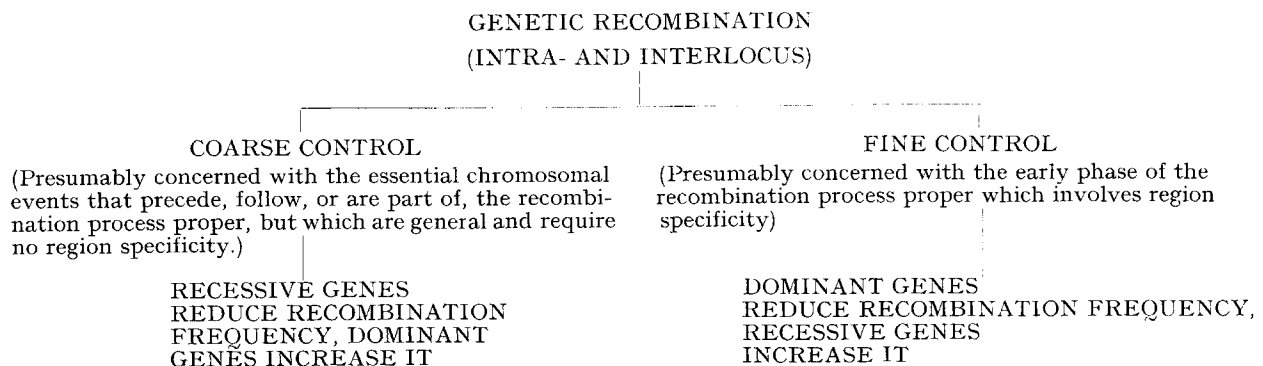 GENETIC RECOMBINATION
(INTRA- AND INTERLOCUS)
COARSE CONTROL
(Presumably concerned with the essential chromosomal
events that precede, follow, or are part of, the recombi-
nation process proper, but which are general and require
no region specificity.)
RECESSIVE GENES
REDUCE RECOMBINATION
FREQUENCY, DOMINANT
GENES INCREASE IT
FINE CONTROL
(Presumably concerned with the early phase of the
recombination process proper which involves region
specificity)
DOMINANT GENES
REDUCE RECOMBINATION FREQUENCY,
RECESSIVE GENES
INCREASE IT